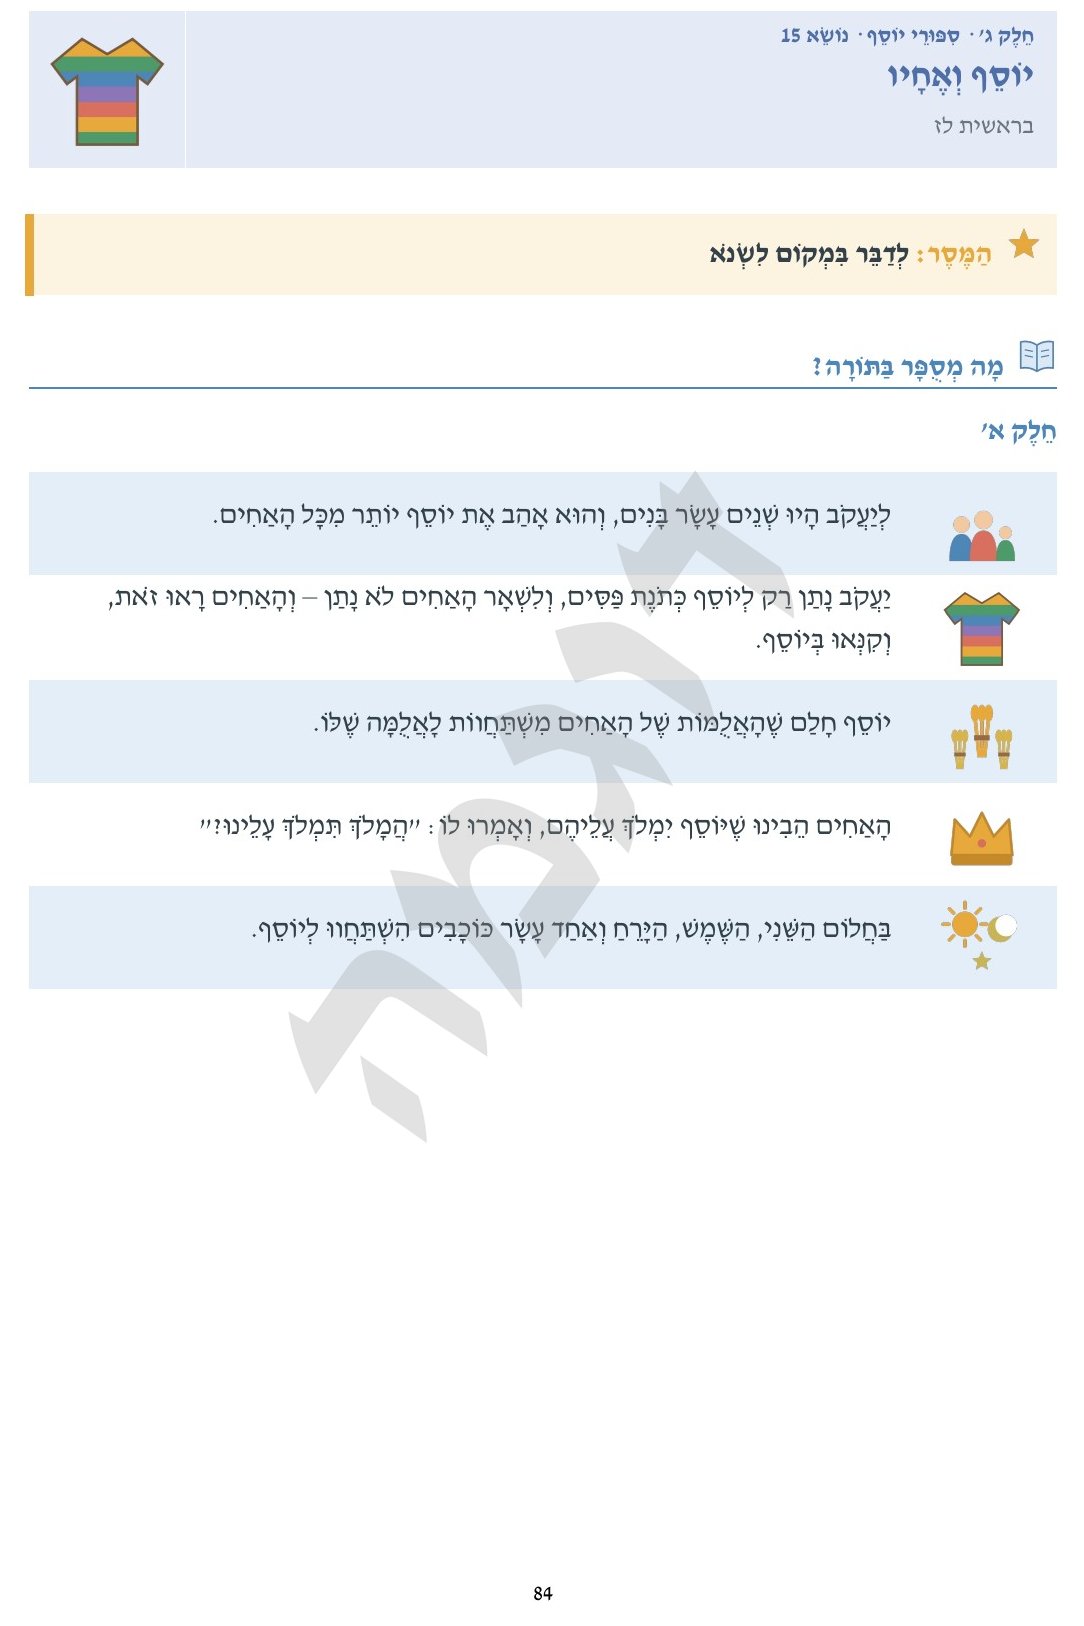 חֵלֶק ג׳ · סִפּוּרֵי יוֹסֵף · נוֹשֵׂא 15
יוֹסֵף וְאֶחָיו
בראשית לז
הַמֶּסֶר: לְדַבֵּר בִּמְקוֹם לִשְׂנֹא
מָה מְסֻפָּר בַּתּוֹרָה?
חֵלֶק א׳
לְיַעֲקֹב הָיוּ שְׁנֵים עָשָׂר בָּנִים, וְהוּא אָהַב אֶת יוֹסֵף יוֹתֵר מִכָּל הָאַחִים.
יַעֲקֹב נָתַן רַק לְיוֹסֵף כְּתֹנֶת פַּסִּים, וְלִשְׁאָר הָאַחִים לֹא נָתַן – וְהָאַחִים רָאוּ זֹאת,
וְקִנְּאוּ בְּיוֹסֵף.
יוֹסֵף חָלַם שֶׁהָאֲלֻמּוֹת שֶׁל הָאַחִים מִשְׁתַּחֲווֹת לָאֲלֻמָּה שֶׁלּוֹ.
הָאַחִים הֵבִינוּ שֶׁיּוֹסֵף יִמְלֹךְ עֲלֵיהֶם, וְאָמְרוּ לוֹ: "הֲמָלֹךְ תִּמְלֹךְ עָלֵינוּ?"
בַּחֲלוֹם הַשֵּׁנִי, הַשֶּׁמֶשׁ, הַיָּרֵחַ וְאַחַד עָשָׂר כּוֹכָבִים הִשְׁתַּחֲווּ לְיוֹסֵף.
דוגמה
84